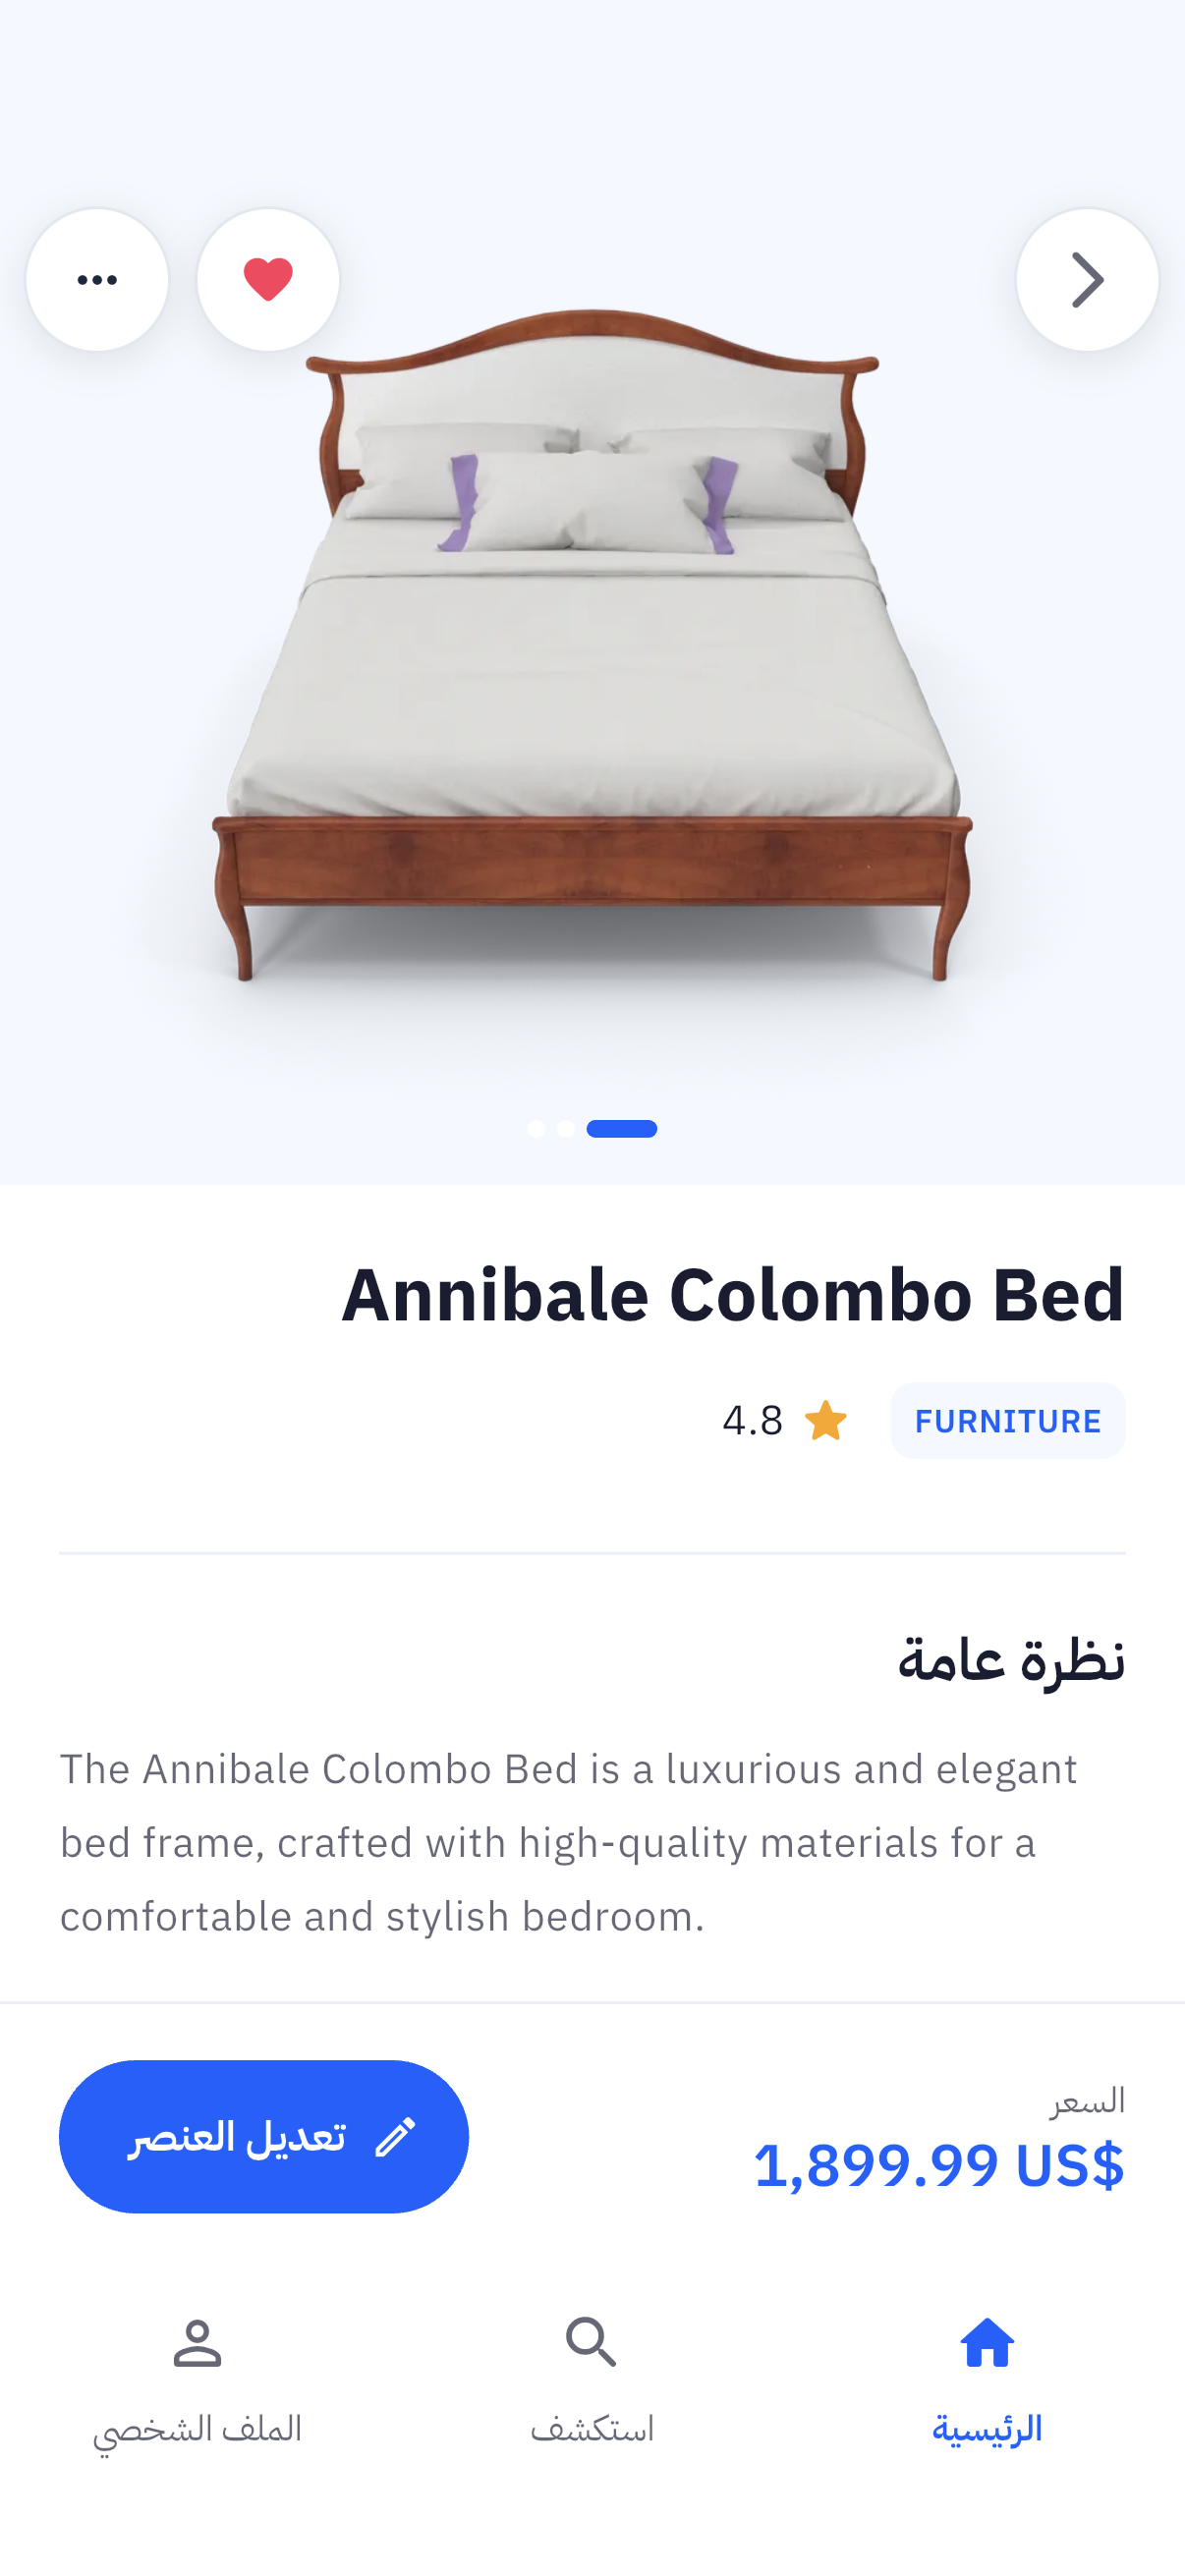 Annibale Colombo Bed
FURNITURE
4.8
نظرة عامة
The Annibale Colombo Bed is a luxurious and elegant
bed frame, crafted with high-quality materials for a
comfortable and stylish bedroom.
السعر
1,899.99 US$
تعديل العنصر
الرئيسية
استكشف
الملف الشخصي